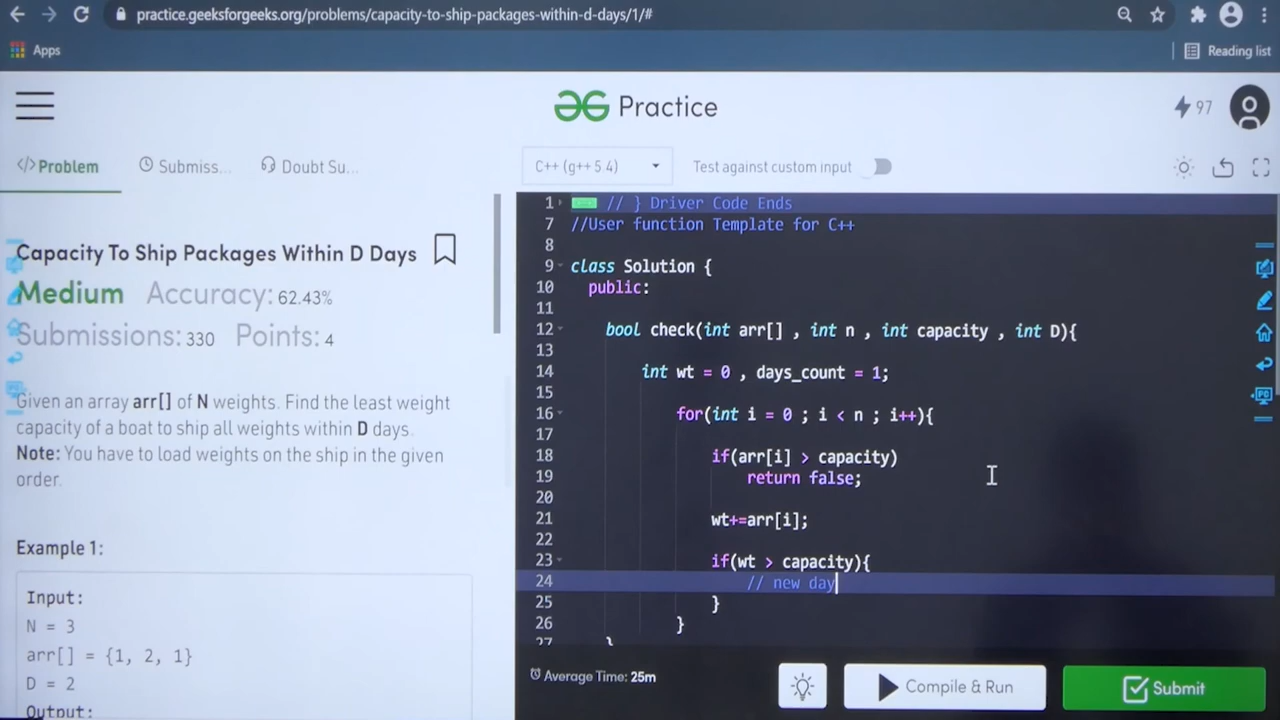 practice.geeksforgeeks.org/problems/capacity-to-ship-packages-within-d-days/1/#
Apps
Reading list
Practice
97
</>Problem
Submiss...
Doubt Su...
C++ (g++ 5 4)
Test against custom input
Capacity To Ship Packages Within D Days
Medium Accuracy: 62.43%
Submissions: 330 Points: 4
Given an array arr[] of N weights. Find the least weight
capacity of a boat to ship all weights within D days.
Note: You have to load weights on the ship in the given
order.
Example 1:
Input:
N = 3
arr[] = {1, 2, 1}
D = 2
Output:
1 // } Driver Code Ends
7 //User function Template for C++
8
9 class Solution {
10 public:
11
12 bool check(int arr[] , int n , int capacity , int D){
13
14 int wt = 0 , days_count = 1;
15
16 for(int i = 0 ; i < n ; i++){
17
18 if(arr[i] > capacity)
19 return false;
20
21 wt+=arr[i];
22
23 if(wt > capacity){
24 // new day
25 }
26 }
27 }
Average Time: 25m
Compile & Run
Submit